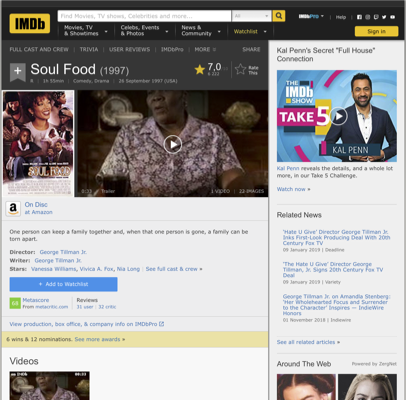 IMDb
Find Movies, TV shows, Celebrities and more...
All
IMDbPro
Help
Movies, TV
& Showtimes
Celebs, Events
& Photos
News &
Community
Watchlist
Sign in
FULL CAST AND CREW | TRIVIA | USER REVIEWS | IMDbPro | MORE
SHARE
Soul Food (1997)
7,0
Rate
This
1h 55min | Comedy, Drama | 26 September 1997 (USA)
SOUL FOOD
0:33 Trailer
1 VIDEO | 22 IMAGES
On Disc
at Amazon
One person can keep a family together and, when that one person is gone, a family can be
torn apart.
Director: George Tillman Jr.
Writer: George Tillman Jr.
Stars: Vanessa Williams, Vivica A. Fox, Nia Long | See full cast & crew »
+ Add to Watchlist
Metascore
From metacritic.com
Reviews
31 user | 32 critic
View production, box office, & company info on IMDbPro
6 wins & 12 nominations. See more awards »
Videos
Kal Penn's Secret "Full House"
Connection
THE IMDb SHOW
TAKE 5
KAL PENN
Kal Penn reveals the details, and a whole lot
more, in our Take 5 Challenge.
Watch now »
Related News
'Hate U Give' Director George Tillman Jr.
Inks First-Look Producing Deal With 20th
Century Fox TV
09 January 2019 | Deadline
'The Hate U Give' Director George
Tillman Jr. Signs 20th Century Fox TV
Deal
09 January 2019 | Variety
George Tillman Jr. on Amandla Stenberg:
'Her Wholehearted Focus and Surrender
to the Character' Inspires — IndieWire
Honors
01 November 2018 | Indiewire
See all related articles »
Around The Web
Powered by ZergNet